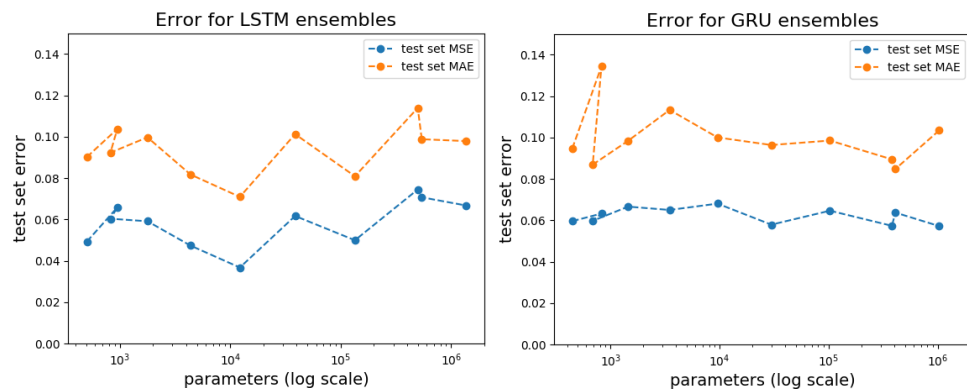 Error for LSTM ensembles
test set MSE
test set MAE
0.14
0.12
0.10
0.08
0.06
0.04
0.02
0.00
test set error
10³
10⁴
10⁵
10⁶
parameters (log scale)
Error for GRU ensembles
test set MSE
test set MAE
0.14
0.12
0.10
0.08
0.06
0.04
0.02
0.00
test set error
10³
10⁴
10⁵
10⁶
parameters (log scale)